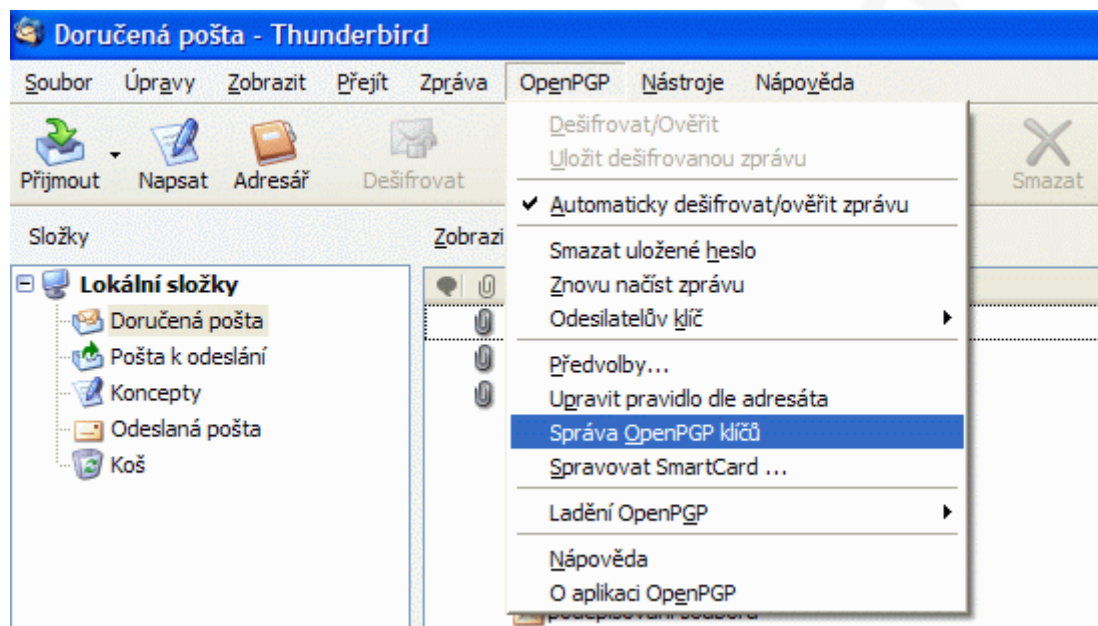 Doručená pošta - Thunderbird
Soubor Úpravy Zobrazit Přejít Zpráva OpenPGP Nástroje Nápověda
Přijmout Napsat Adresář Dešifrovat Smazat
Složky Zobrazi
Lokální složky
Doručená pošta
Pošta k odeslání
Koncepty
Odeslaná pošta
Koš
Dešifrovat/Ověřit
Uložit dešifrovanou zprávu
Automaticky dešifrovat/ověřit zprávu
Smazat uložené heslo
Znovu načíst zprávu
Odesilatelův klíč
Předvolby...
Upravit pravidlo dle adresáta
Správa OpenPGP klíčů
Spravovat SmartCard ...
Ladění OpenPGP
Nápověda
O aplikaci OpenPGP